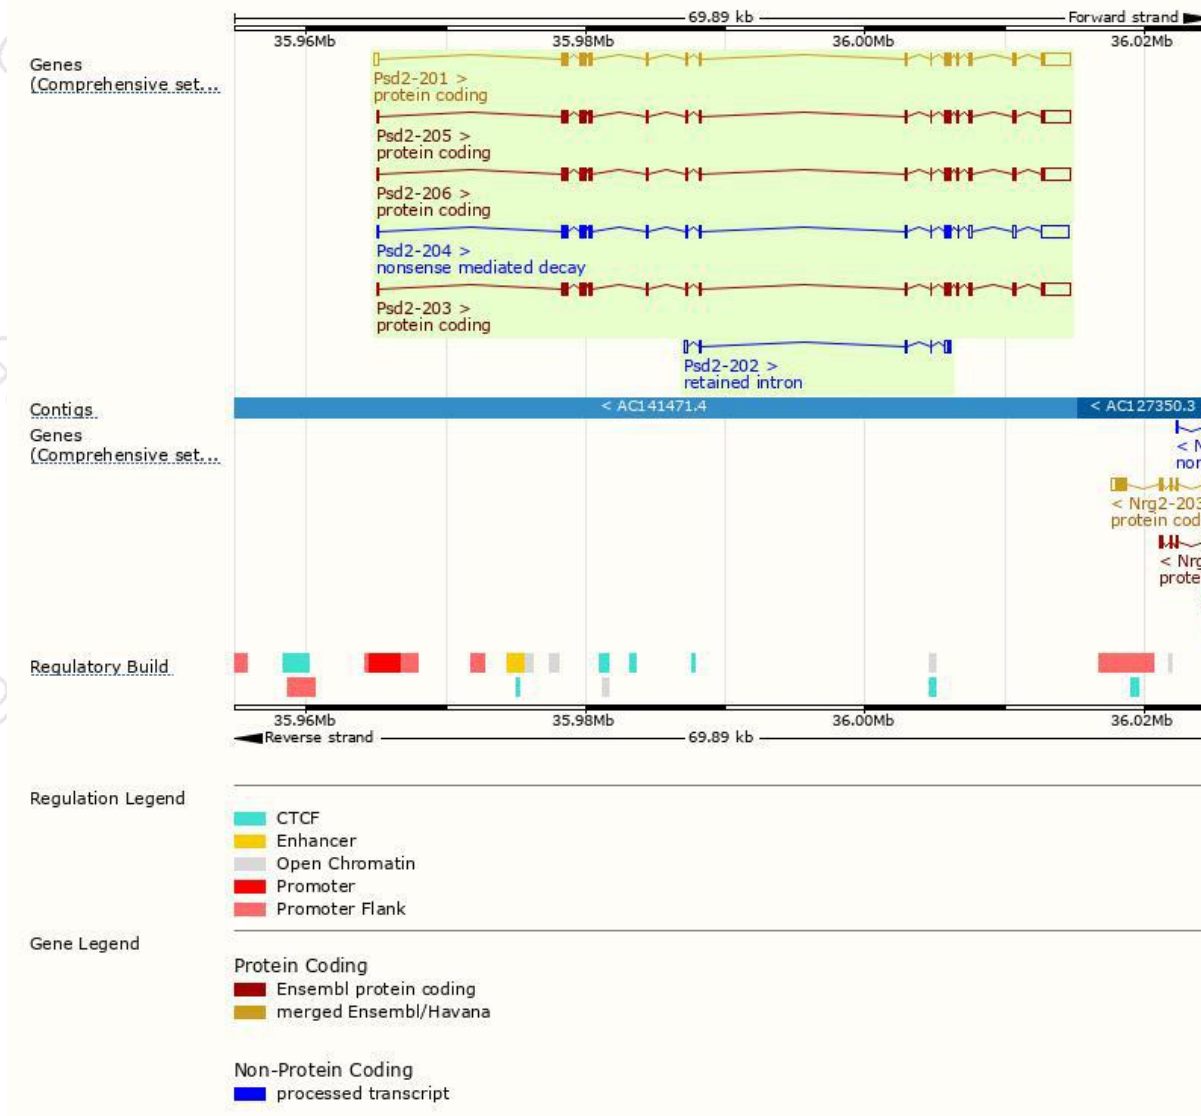 69.89 kb
Forward strand
35.96Mb 35.98Mb 36.00Mb 36.02Mb
Genes
(Comprehensive set...
Psd2-201 >
protein coding
Psd2-205 >
protein coding
Psd2-206 >
protein coding
Psd2-204 >
nonsense mediated decay
Psd2-203 >
protein coding
Psd2-202 >
retained intron
Contigs
< AC141471.4
< AC127350.3
Genes
(Comprehensive set...
< N
nor
< Nrg2-203
protein cod
< Nrg
prote
Regulatory Build
35.96Mb 35.98Mb 36.00Mb 36.02Mb
Reverse strand
69.89 kb
Regulation Legend
CTCF
Enhancer
Open Chromatin
Promoter
Promoter Flank
Gene Legend
Protein Coding
Ensembl protein coding
merged Ensembl/Havana
Non-Protein Coding
processed transcript